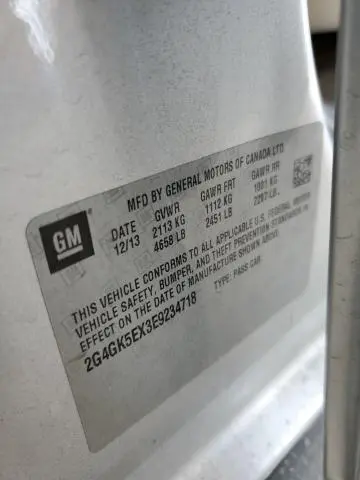 MFD BY GENERAL MOTORS OF CANADA LTD
DATE GVWR GAWR FRT GAWR RR
12/13 2113 KG 1112 KG 1001 KG
4658 LB 2451 LB 2207 LB
GM
THIS VEHICLE CONFORMS TO ALL APPLICABLE U.S. FEDERAL MOTOR
VEHICLE SAFETY, BUMPER, AND THEFT PREVENTION STANDARDS IN
EFFECT ON THE DATE OF MANUFACTURE SHOWN ABOVE.
2G4GK5EX3E9234718 TYPE: PASS CAR